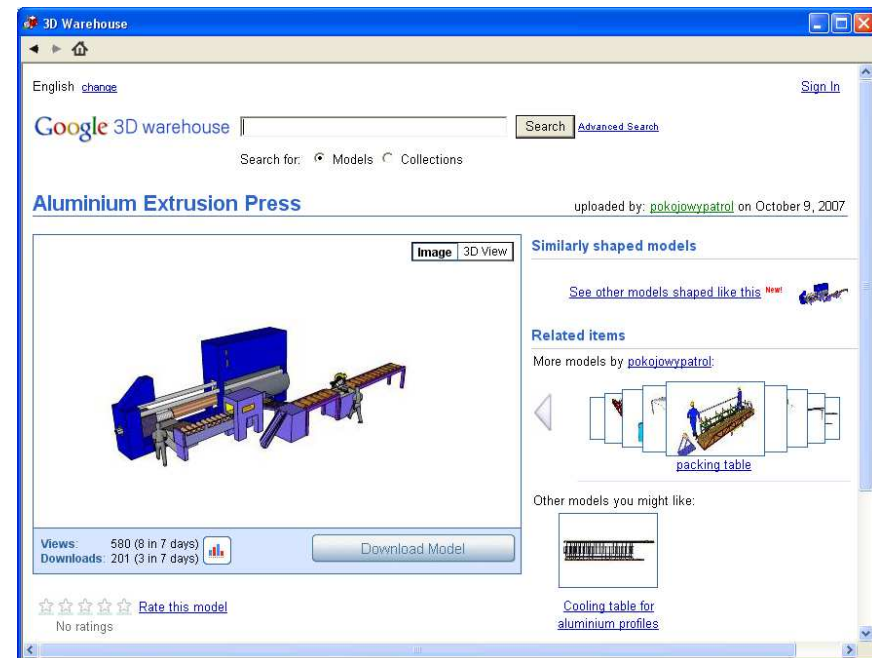 3D Warehouse
English change
Sign In
Google 3D warehouse
Search
Advanced Search
Search for: Models Collections
Aluminium Extrusion Press
uploaded by: pokojowypatrol on October 9, 2007
Image 3D View
Similarly shaped models
See other models shaped like this New!
Related items
More models by pokojowypatrol:
packing table
Other models you might like:
Cooling table for
aluminium profiles
Views: 580 (8 in 7 days)
Downloads: 201 (3 in 7 days)
Download Model
Rate this model
No ratings